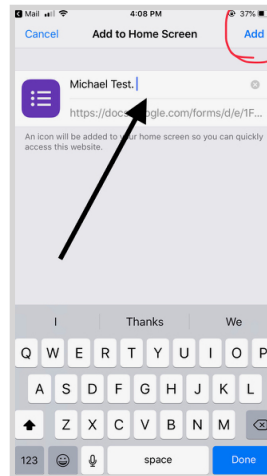 Mail 4:08 PM 37%
Cancel Add to Home Screen Add
Michael Test.
https://docs.google.com/forms/d/e/1F...
An icon will be added to your home screen so you can quickly
access this website.
I Thanks We
Q W E R T Y U I O P
A S D F G H J K L
Z X C V B N M
123 space Done